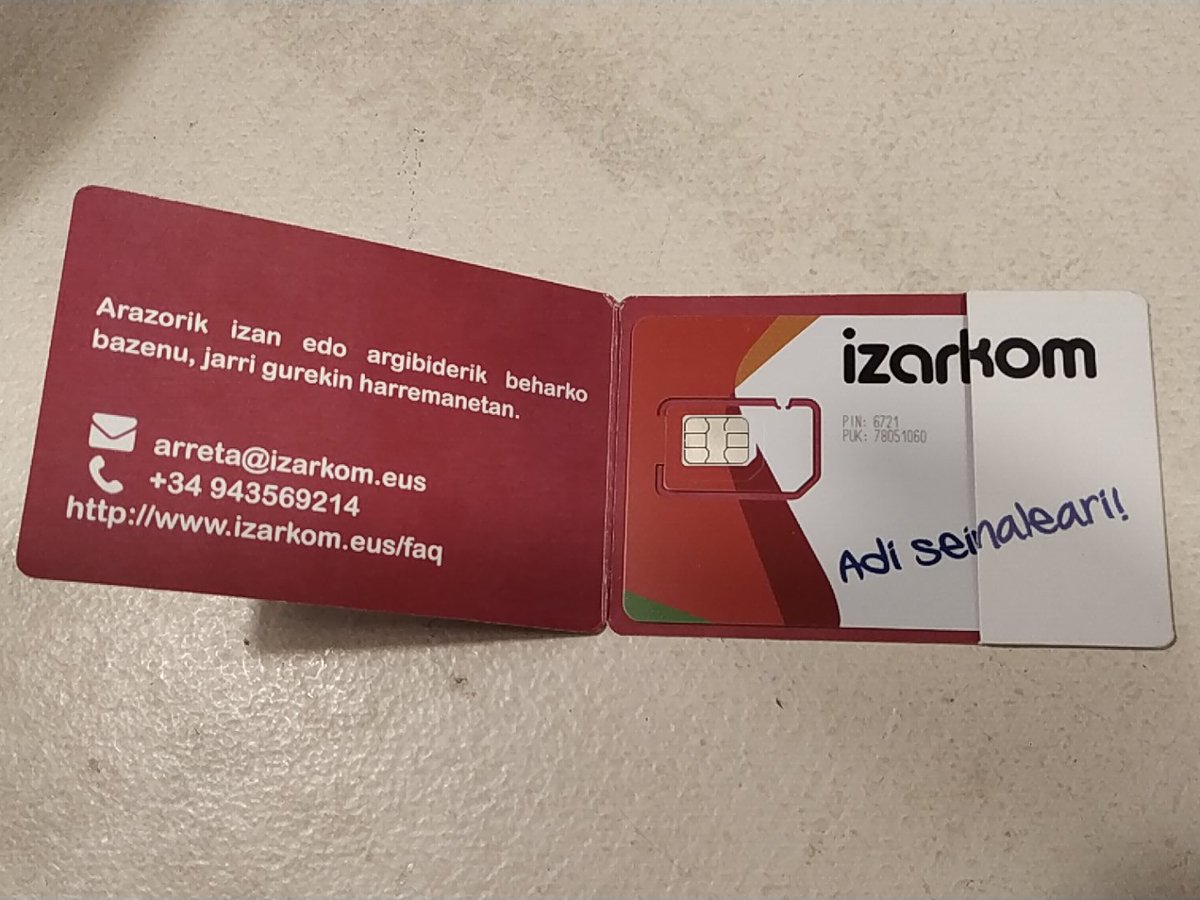 Arazorik izan edo argibiderik beharko
bazenu, jarri gurekin harremanetan.
arreta@izarkom.eus
+34 943569214
http://www.izarkom.eus/faq
izarkom
PIN: 6721
PUK: 78051060
Adi seinaleari!